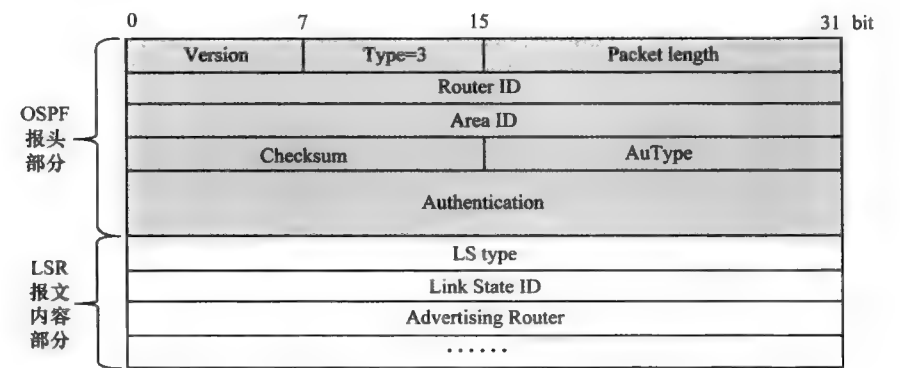 0 7 15 31 bit
Version Type=3 Packet length
Router ID
Area ID
Checksum AuType
Authentication
OSPF
报头
部分
LS type
Link State ID
Advertising Router
······
LSR
报文
内容
部分